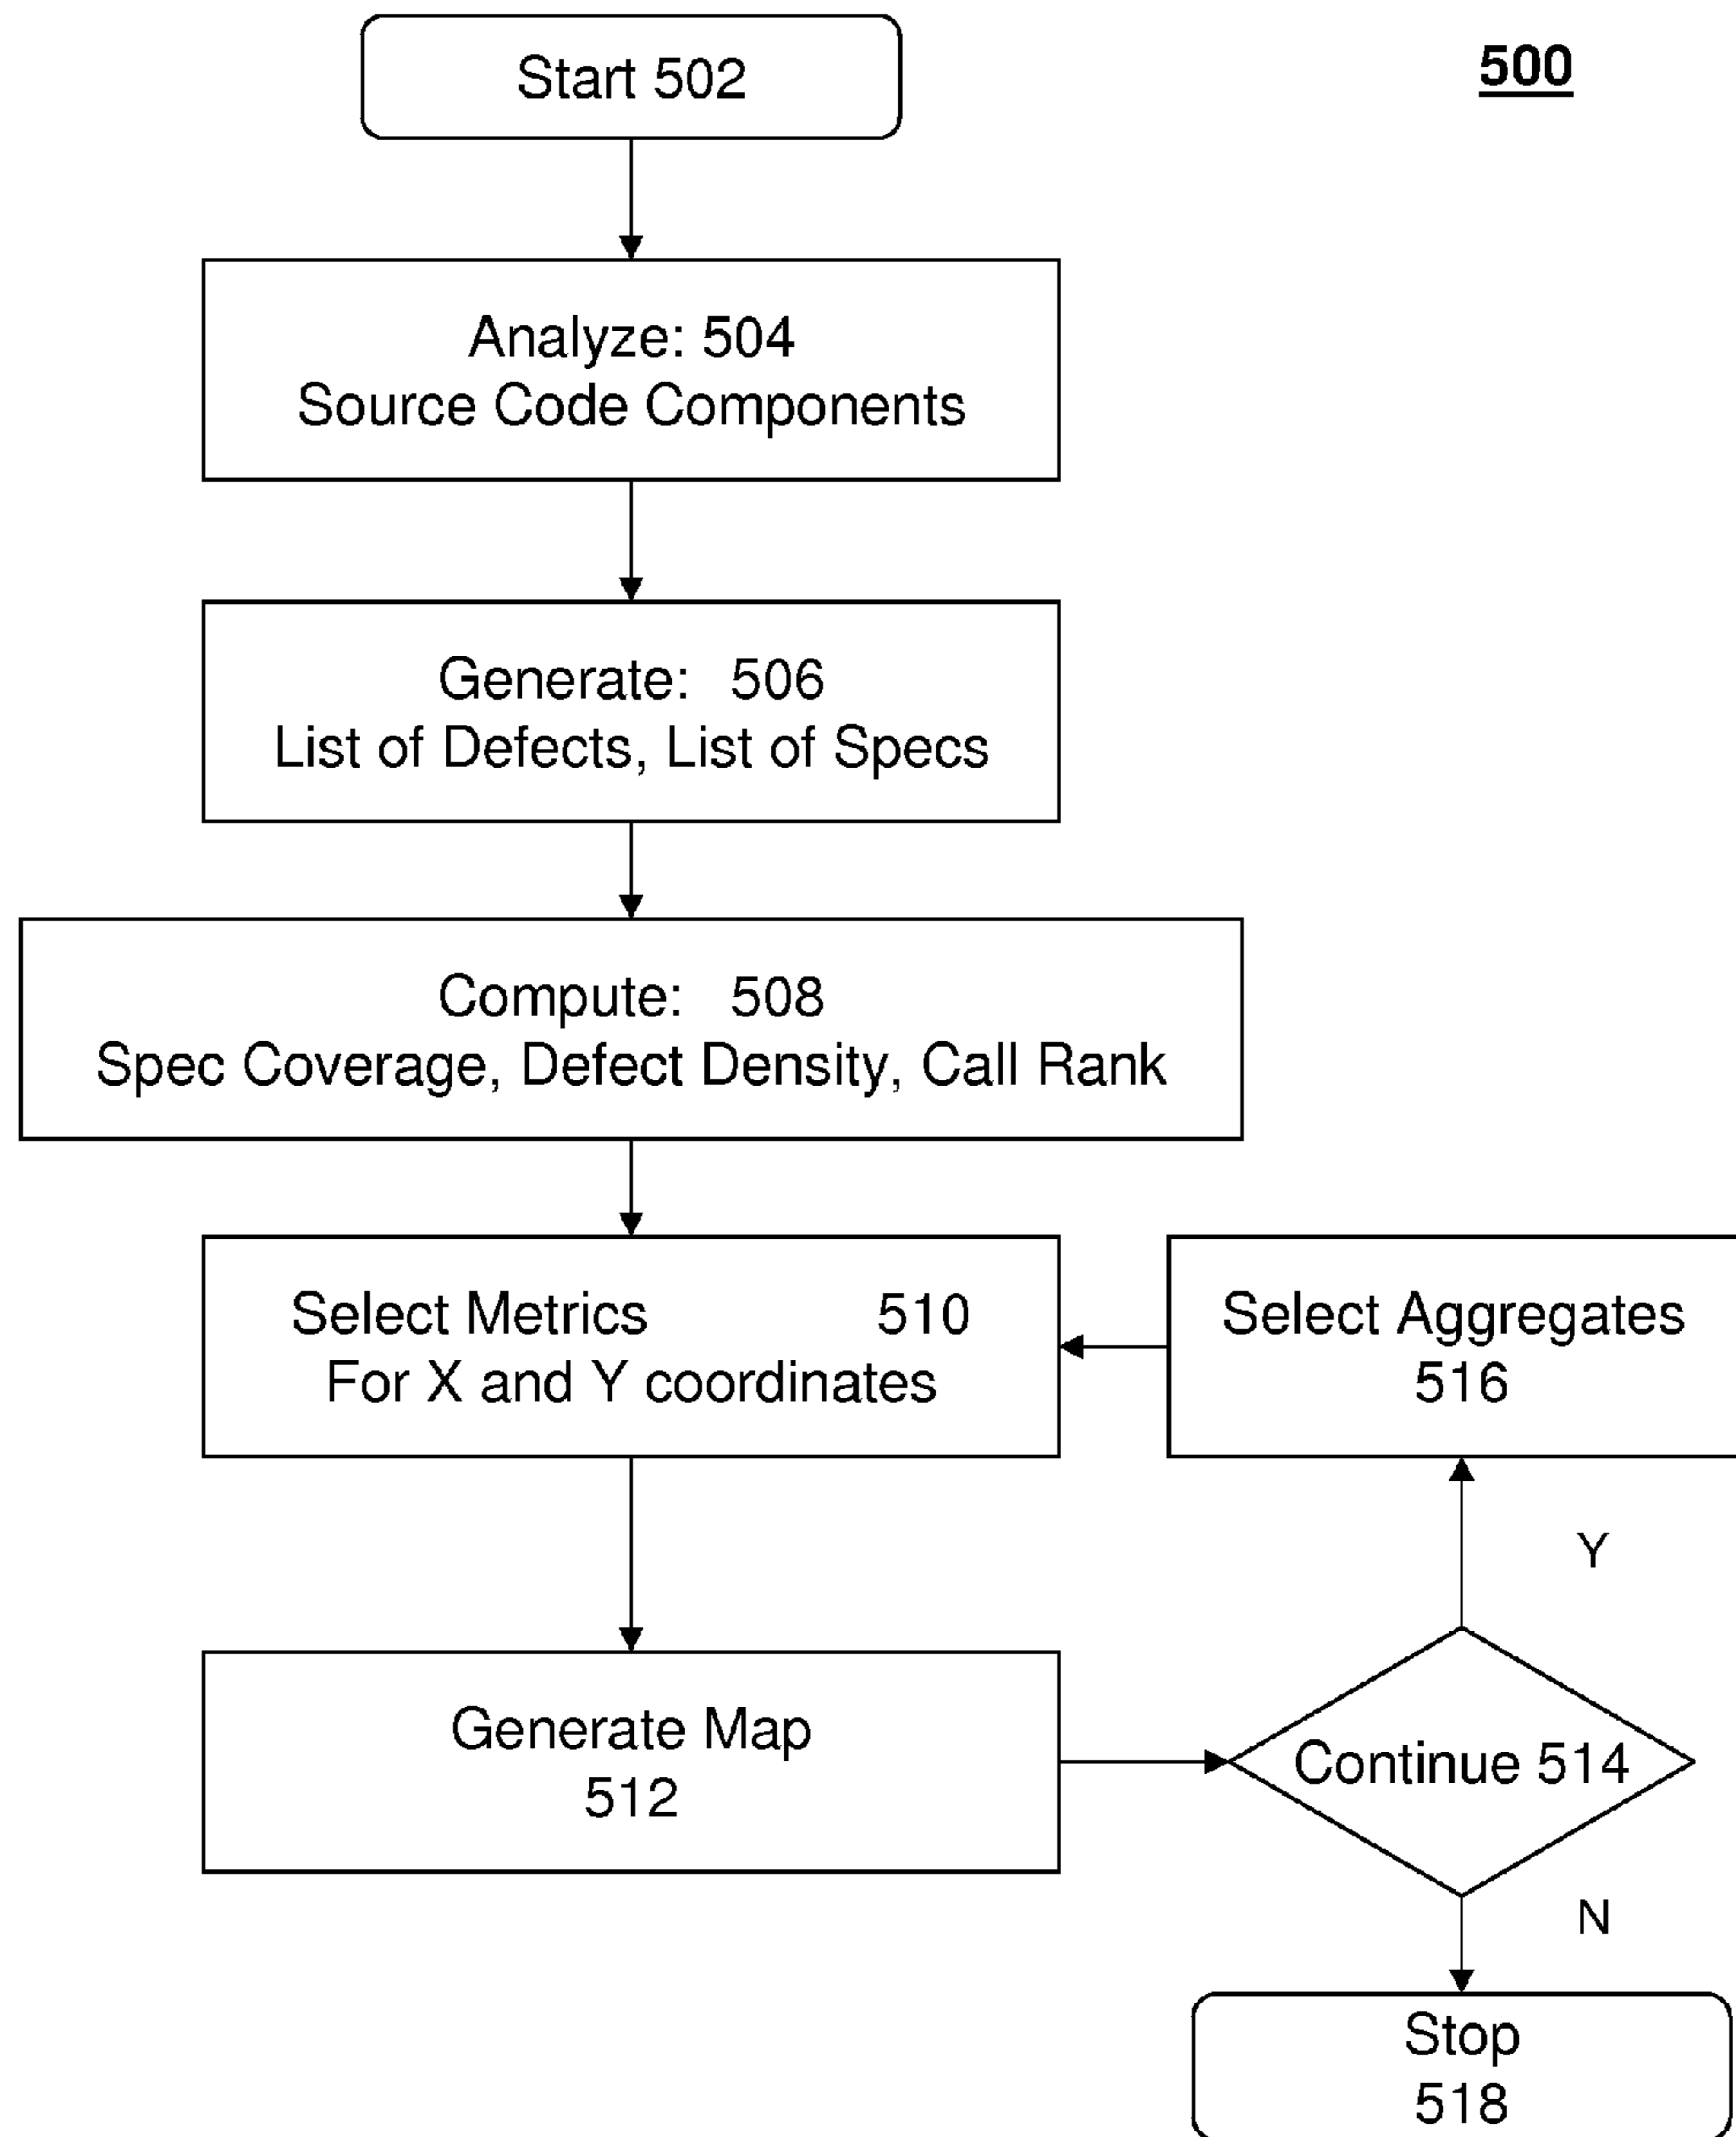 500
Start 502
Analyze: 504
Source Code Components
Generate: 506
List of Defects, List of Specs
Compute: 508
Spec Coverage, Defect Density, Call Rank
Select Metrics 510
For X and Y coordinates
Select Aggregates
516
Y
Generate Map
512
Continue 514
N
Stop
518